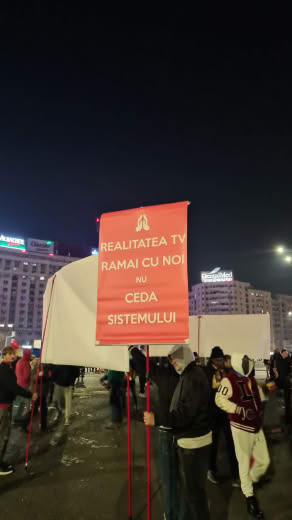 REALITATEA TV
RAMAI CU NOI
NU
CEDA
SISTEMULUI